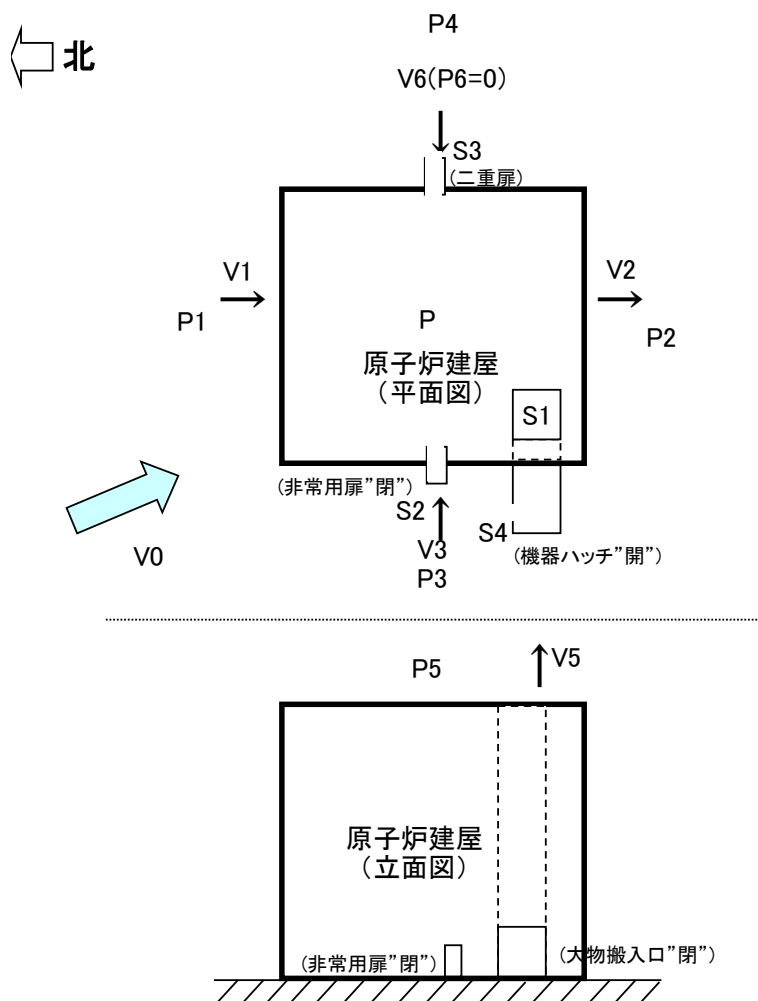 P4
北
V6(P6=0)
S3
(二重扉)
V1
V2
P1
P
P2
原子炉建屋
(平面図)
S1
(非常用扉”閉”)
S2
S4
V0
V3
(機器ハッチ”開”)
P3
P5
V5
原子炉建屋
(立面図)
(非常用扉”閉”)
(大物搬入口”閉”)